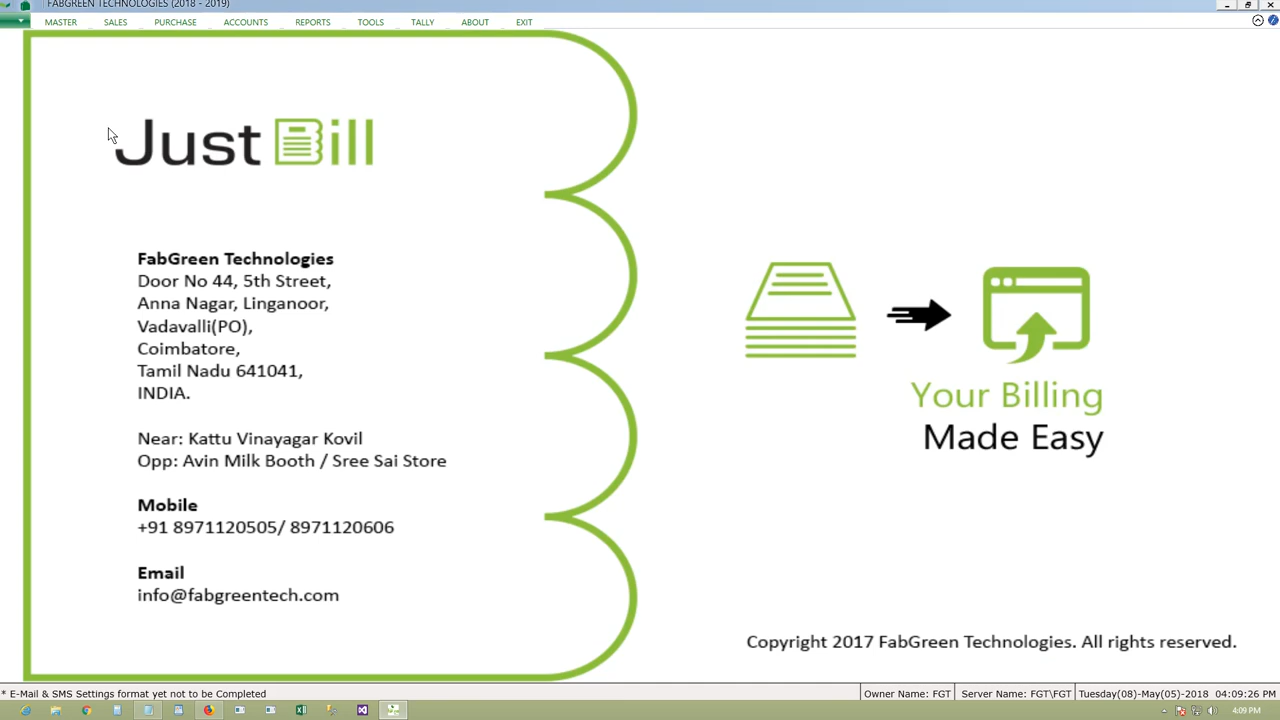 FABGREEN TECHNOLOGIES (2018 - 2019)
MASTER SALES PURCHASE ACCOUNTS REPORTS TOOLS TALLY ABOUT EXIT
Just Bill
FabGreen Technologies
Door No 44, 5th Street,
Anna Nagar, Linganoor,
Vadavalli(PO),
Coimbatore,
Tamil Nadu 641041,
INDIA.
Near: Kattu Vinayagar Kovil
Opp: Avin Milk Booth / Sree Sai Store
Mobile
+91 8971120505/ 8971120606
Email
info@fabgreentech.com
Your Billing
Made Easy
Copyright 2017 FabGreen Technologies. All rights reserved.
* E-Mail & SMS Settings format yet not to be Completed
Owner Name: FGT Server Name: FGT\FGT Tuesday(08)-May(05)-2018 04:09:26 PM
4:09 PM